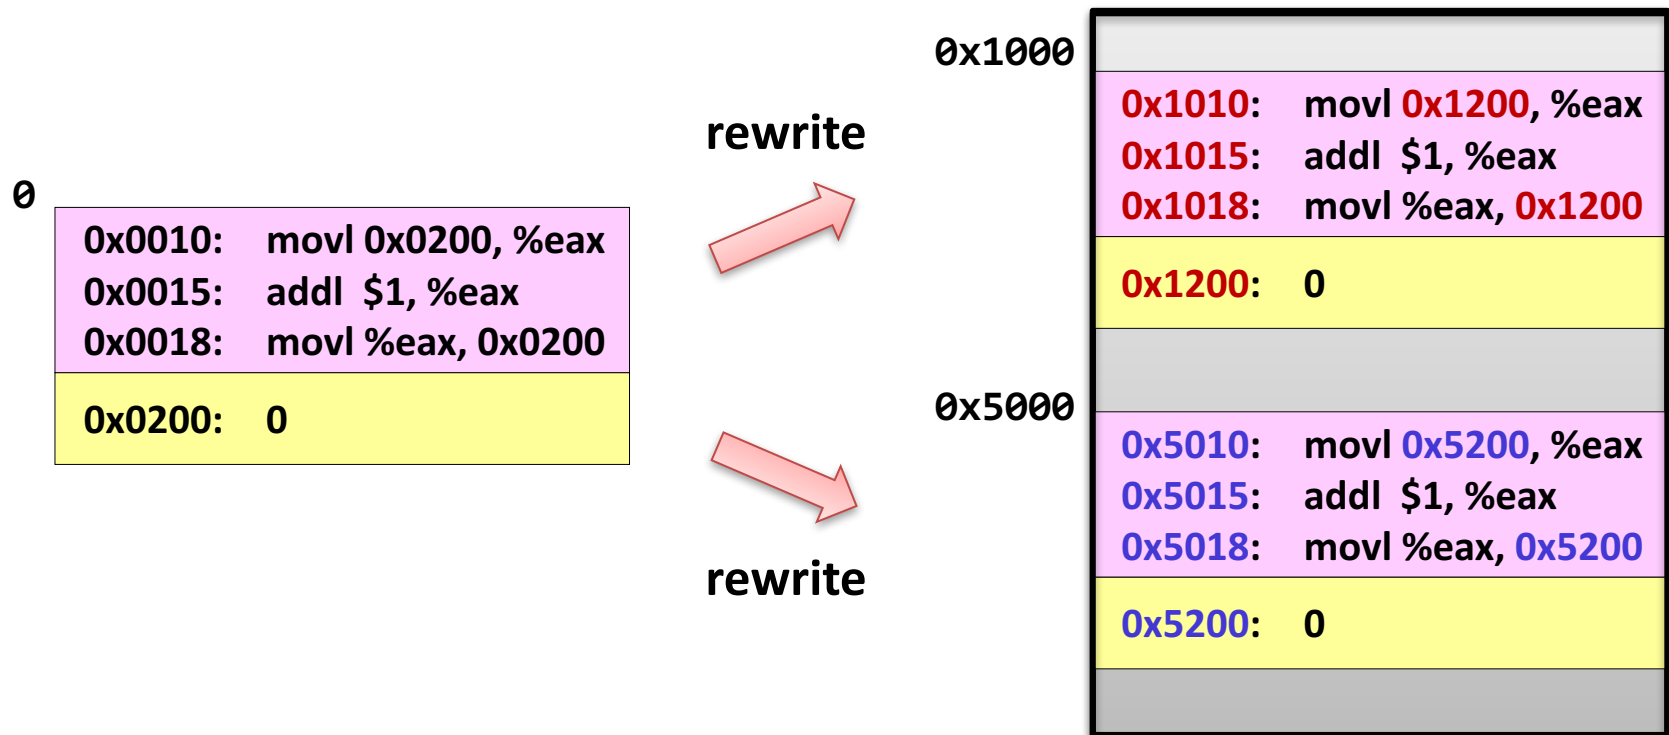 0
0x0010: movl 0x0200, %eax
0x0015: addl $1, %eax
0x0018: movl %eax, 0x0200
0x0200: 0
rewrite
rewrite
0x1000
0x1010: movl 0x1200, %eax
0x1015: addl $1, %eax
0x1018: movl %eax, 0x1200
0x1200: 0
0x5000
0x5010: movl 0x5200, %eax
0x5015: addl $1, %eax
0x5018: movl %eax, 0x5200
0x5200: 0